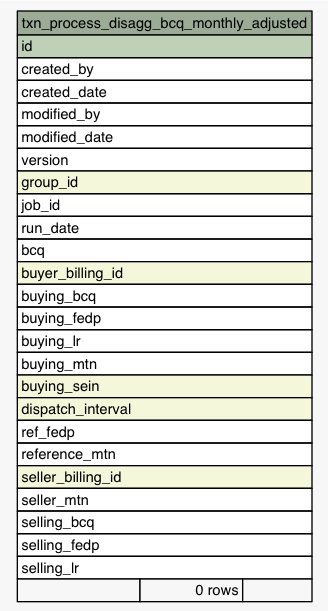 txn_process_disagg_bcq_monthly_adjusted
id
created_by
created_date
modified_by
modified_date
version
group_id
job_id
run_date
bcq
buyer_billing_id
buying_bcq
buying_fedp
buying_lr
buying_mtn
buying_sein
dispatch_interval
ref_fedp
reference_mtn
seller_billing_id
seller_mtn
selling_bcq
selling_fedp
selling_lr
0 rows